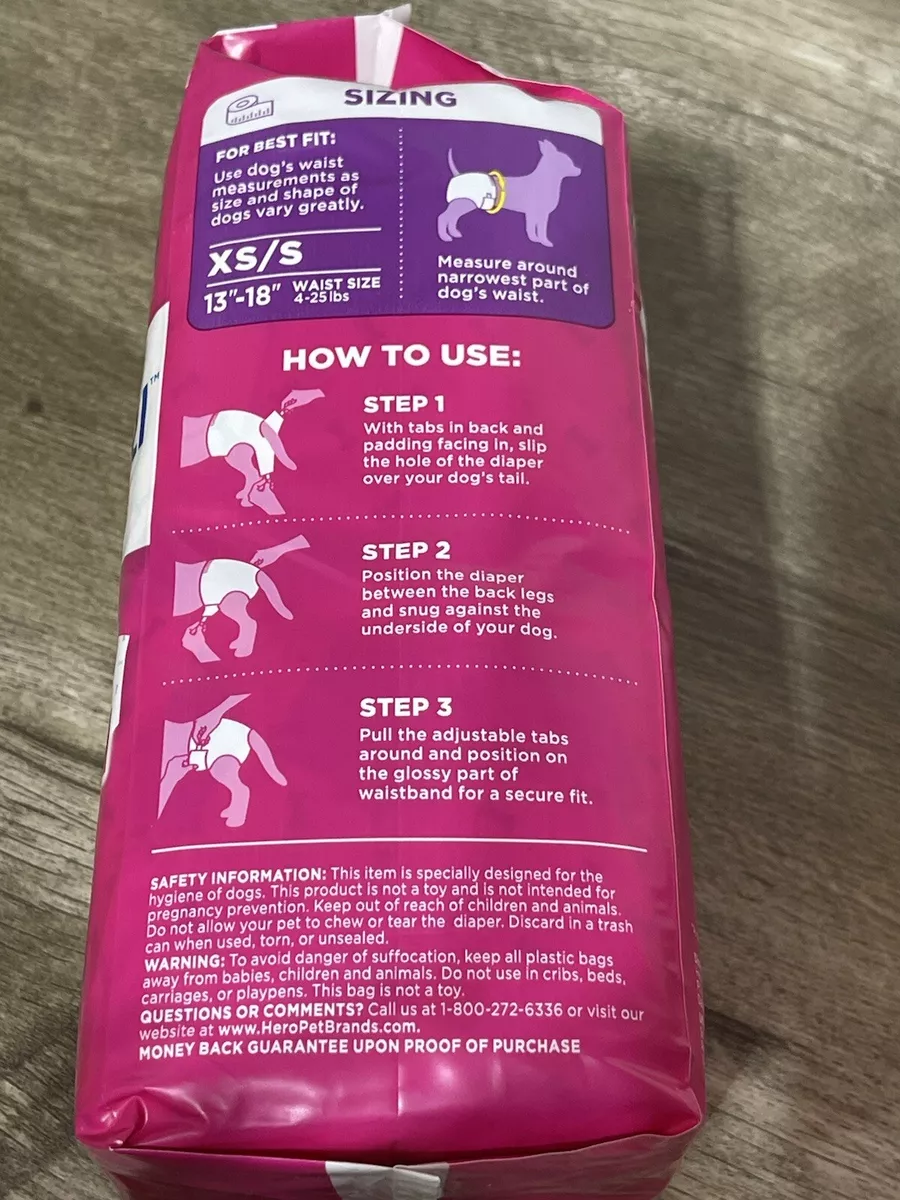 SIZING
FOR BEST FIT:
Use dog's waist
measurements as
size and shape of
dogs vary greatly.
XS/S
13"-18" WAIST SIZE
4-25 lbs
Measure around
narrowest part of
dog's waist.
HOW TO USE:
STEP 1
With tabs in back and
padding facing in, slip
the hole of the diaper
over your dog's tail.
STEP 2
Position the diaper
between the back legs
and snug against the
underside of your dog.
STEP 3
Pull the adjustable tabs
around and position on
the glossy part of
waistband for a secure fit.
SAFETY INFORMATION: This item is specially designed for the
hygiene of dogs. This product is not a toy and is not intended for
pregnancy prevention. Keep out of reach of children and animals.
Do not allow your pet to chew or tear the diaper. Discard in a trash
can when used, torn, or unsealed.
WARNING: To avoid danger of suffocation, keep all plastic bags
away from babies, children and animals. Do not use in cribs, beds,
carriages, or playpens. This bag is not a toy.
QUESTIONS OR COMMENTS? Call us at 1-800-272-6336 or visit our
website at www.HeroPetBrands.com.
MONEY BACK GUARANTEE UPON PROOF OF PURCHASE